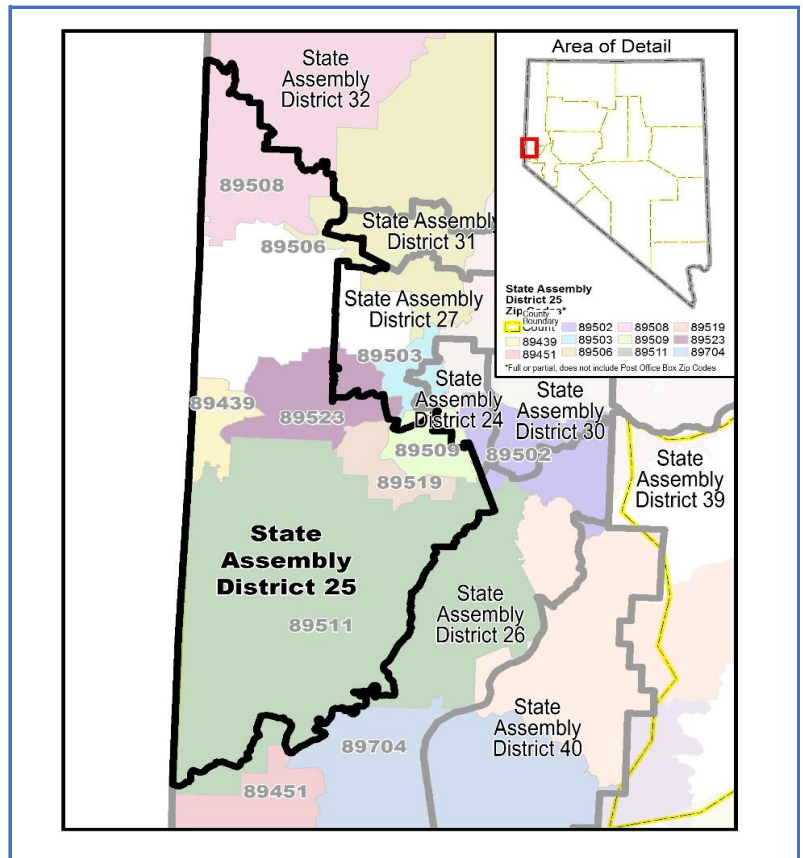 State
Assembly
District 32
Area of Detail
89508
State Assembly
District 31
89506
State Assembly
District 27
State Assembly
District 25
Zip Codes*
County
Boundary
Count
89439
89451
89502
89503
89506
89508
89509
89511
89519
89523
89704
*Full or partial, does not include Post Office Box Zip Codes
89503
State
Assembly
District 24
State
Assembly
District 30
89439
89523
89509
89502
State
Assembly
District 39
89519
State
Assembly
District 25
89511
State
Assembly
District 26
State
Assembly
District 40
89704
89451